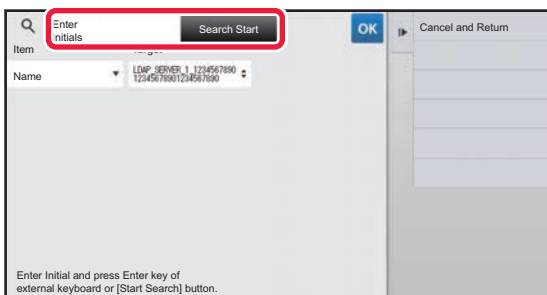 Enter
Initials
Search Start
OK
Cancel and Return
Item
Name
LDAP_SERVER_1_1234567890
12345678901234567890
Enter Initial and press Enter key of
external keyboard or [Start Search] button.